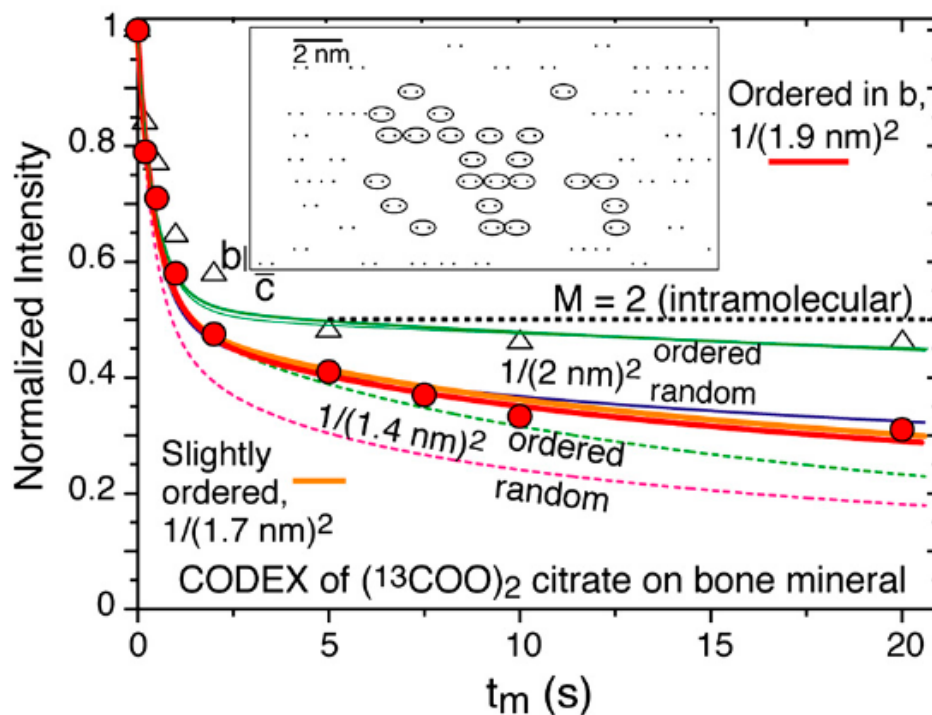 1
0.8
0.6
0.4
0.2
0
Normalized Intensity
2 nm
b
c̅
Ordered in b,
1/(1.9 nm)2
M = 2 (intramolecular)
ordered
1/(2 nm)2
random
1/(1.4 nm)2
ordered
random
Slightly
ordered,
1/(1.7 nm)2
CODEX of (13COO)2 citrate on bone mineral
0 5 10 15 20
tm (s)